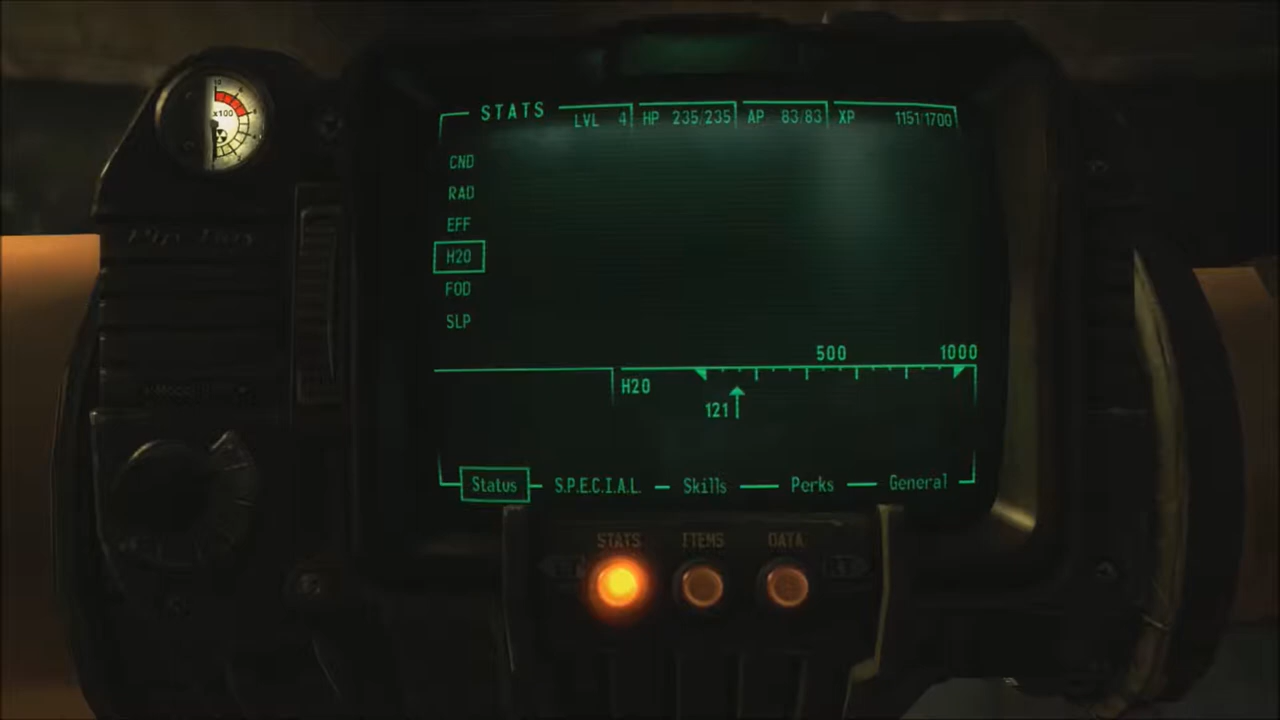 STATS LVL 4 HP 235/235 AP 83/83 XP 1151/1700
x100
CND
RAD
EFF
H2O
FOD
SLP
500 1000
H2O
121
Status S.P.E.C.I.A.L. Skills Perks General
STATS ITEMS DATA